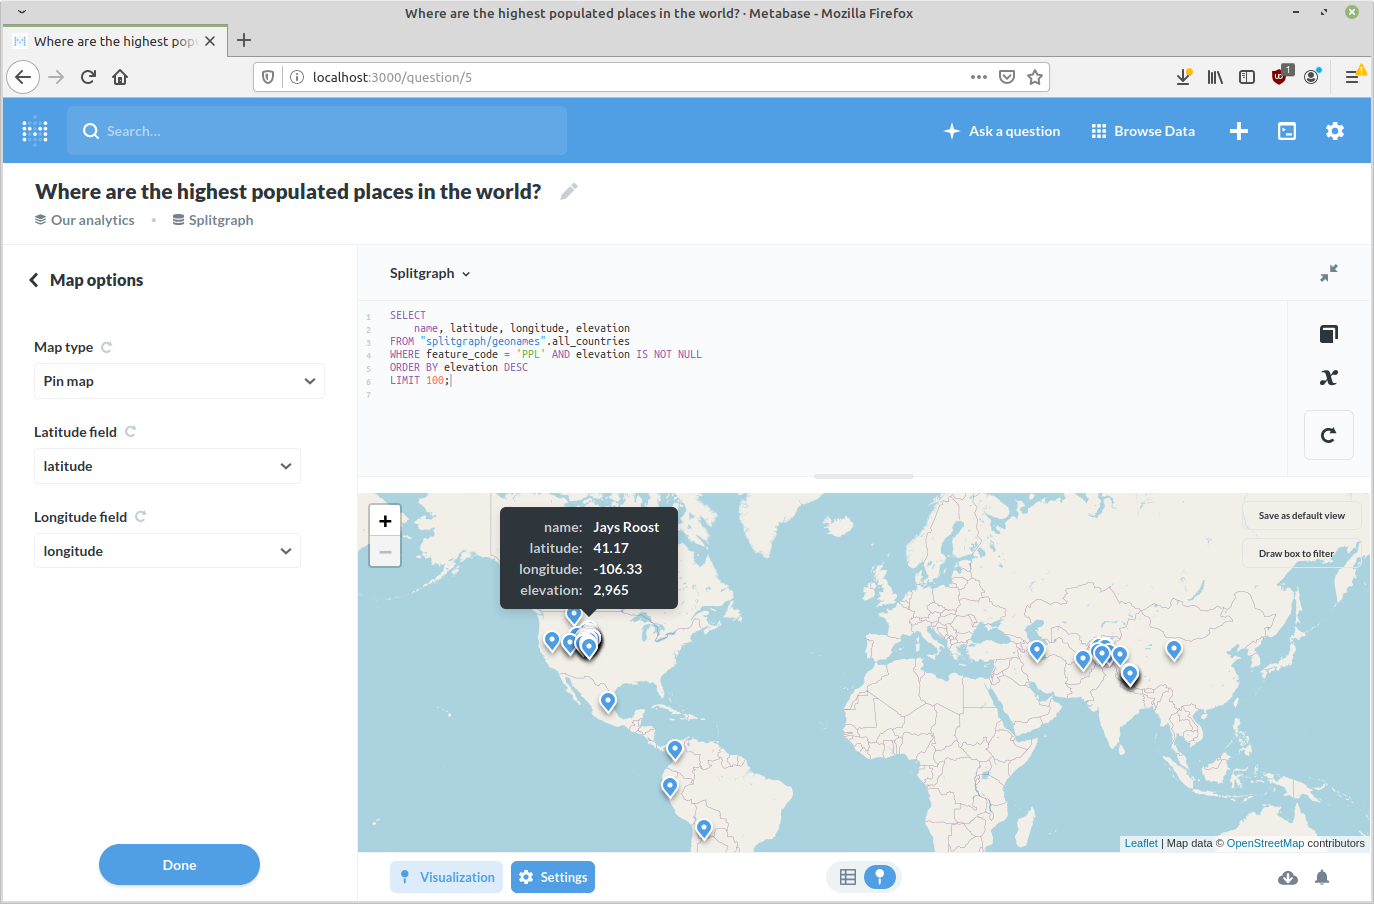 Where are the highest populated places in the world? · Metabase - Mozilla Firefox
Where are the highest pop
localhost:3000/question/5
1
Search...
Ask a question
Browse Data
Where are the highest populated places in the world?
Our analytics • Splitgraph
Map options
Map type
Pin map
Latitude field
latitude
Longitude field
longitude
Done
Splitgraph
1 SELECT
2 name, latitude, longitude, elevation
3 FROM "splitgraph/geonames".all_countries
4 WHERE feature_code = 'PPL' AND elevation IS NOT NULL
5 ORDER BY elevation DESC
6 LIMIT 100;
7
+
−
name: Jays Roost
latitude: 41.17
longitude: -106.33
elevation: 2,965
Save as default view
Draw box to filter
Leaflet | Map data © OpenStreetMap contributors
Visualization
Settings